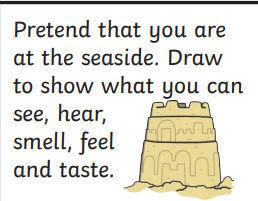 Pretend that you are
at the seaside. Draw
to show what you can
see, hear,
smell, feel
and taste.